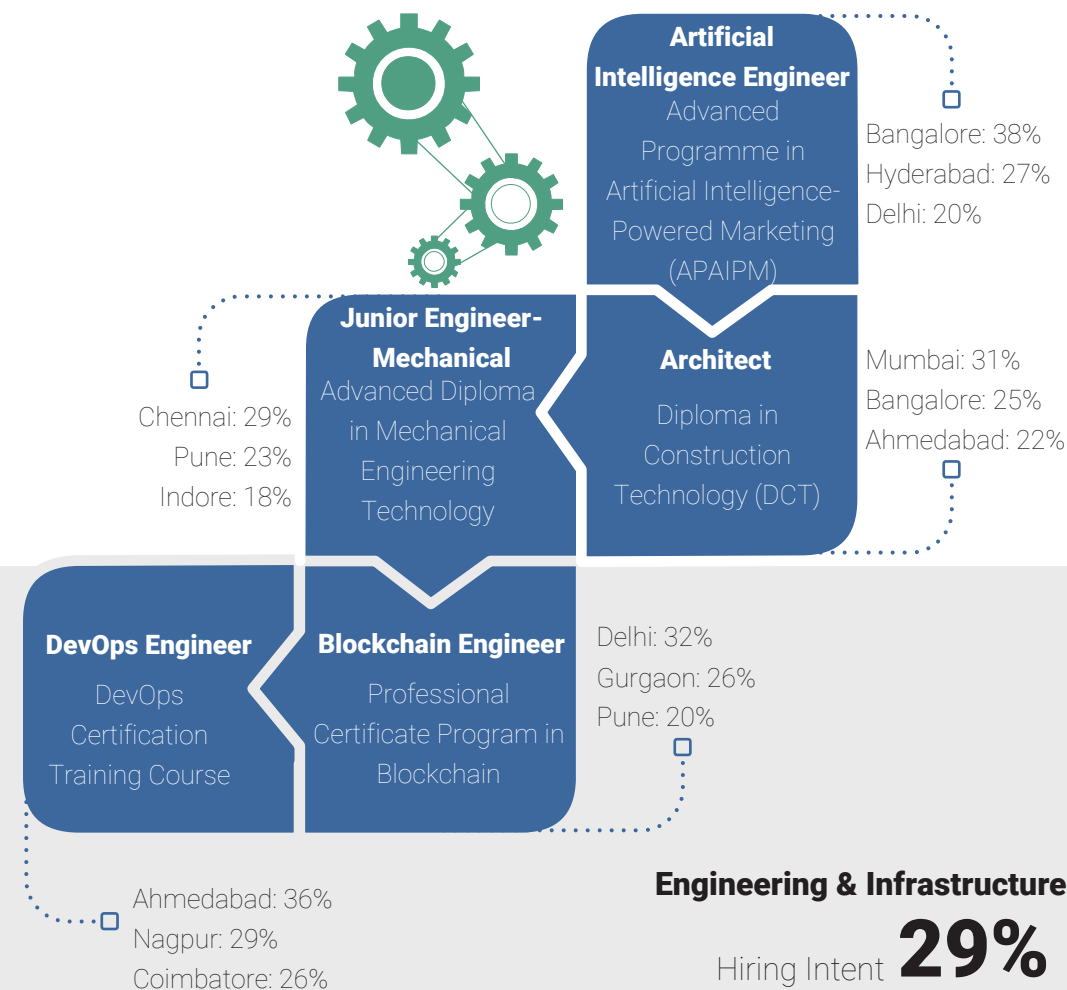 Artificial
Intelligence Engineer
Advanced
Programme in
Artificial Intelligence-
Powered Marketing
(APAIPM)
Bangalore: 38%
Hyderabad: 27%
Delhi: 20%
Junior Engineer-
Mechanical
Advanced Diploma
in Mechanical
Engineering
Technology
Chennai: 29%
Pune: 23%
Indore: 18%
Architect
Diploma in
Construction
Technology (DCT)
Mumbai: 31%
Bangalore: 25%
Ahmedabad: 22%
DevOps Engineer
DevOps
Certification
Training Course
Blockchain Engineer
Professional
Certificate Program in
Blockchain
Delhi: 32%
Gurgaon: 26%
Pune: 20%
Ahmedabad: 36%
Nagpur: 29%
Coimbatore: 26%
Engineering & Infrastructure
Hiring Intent 29%